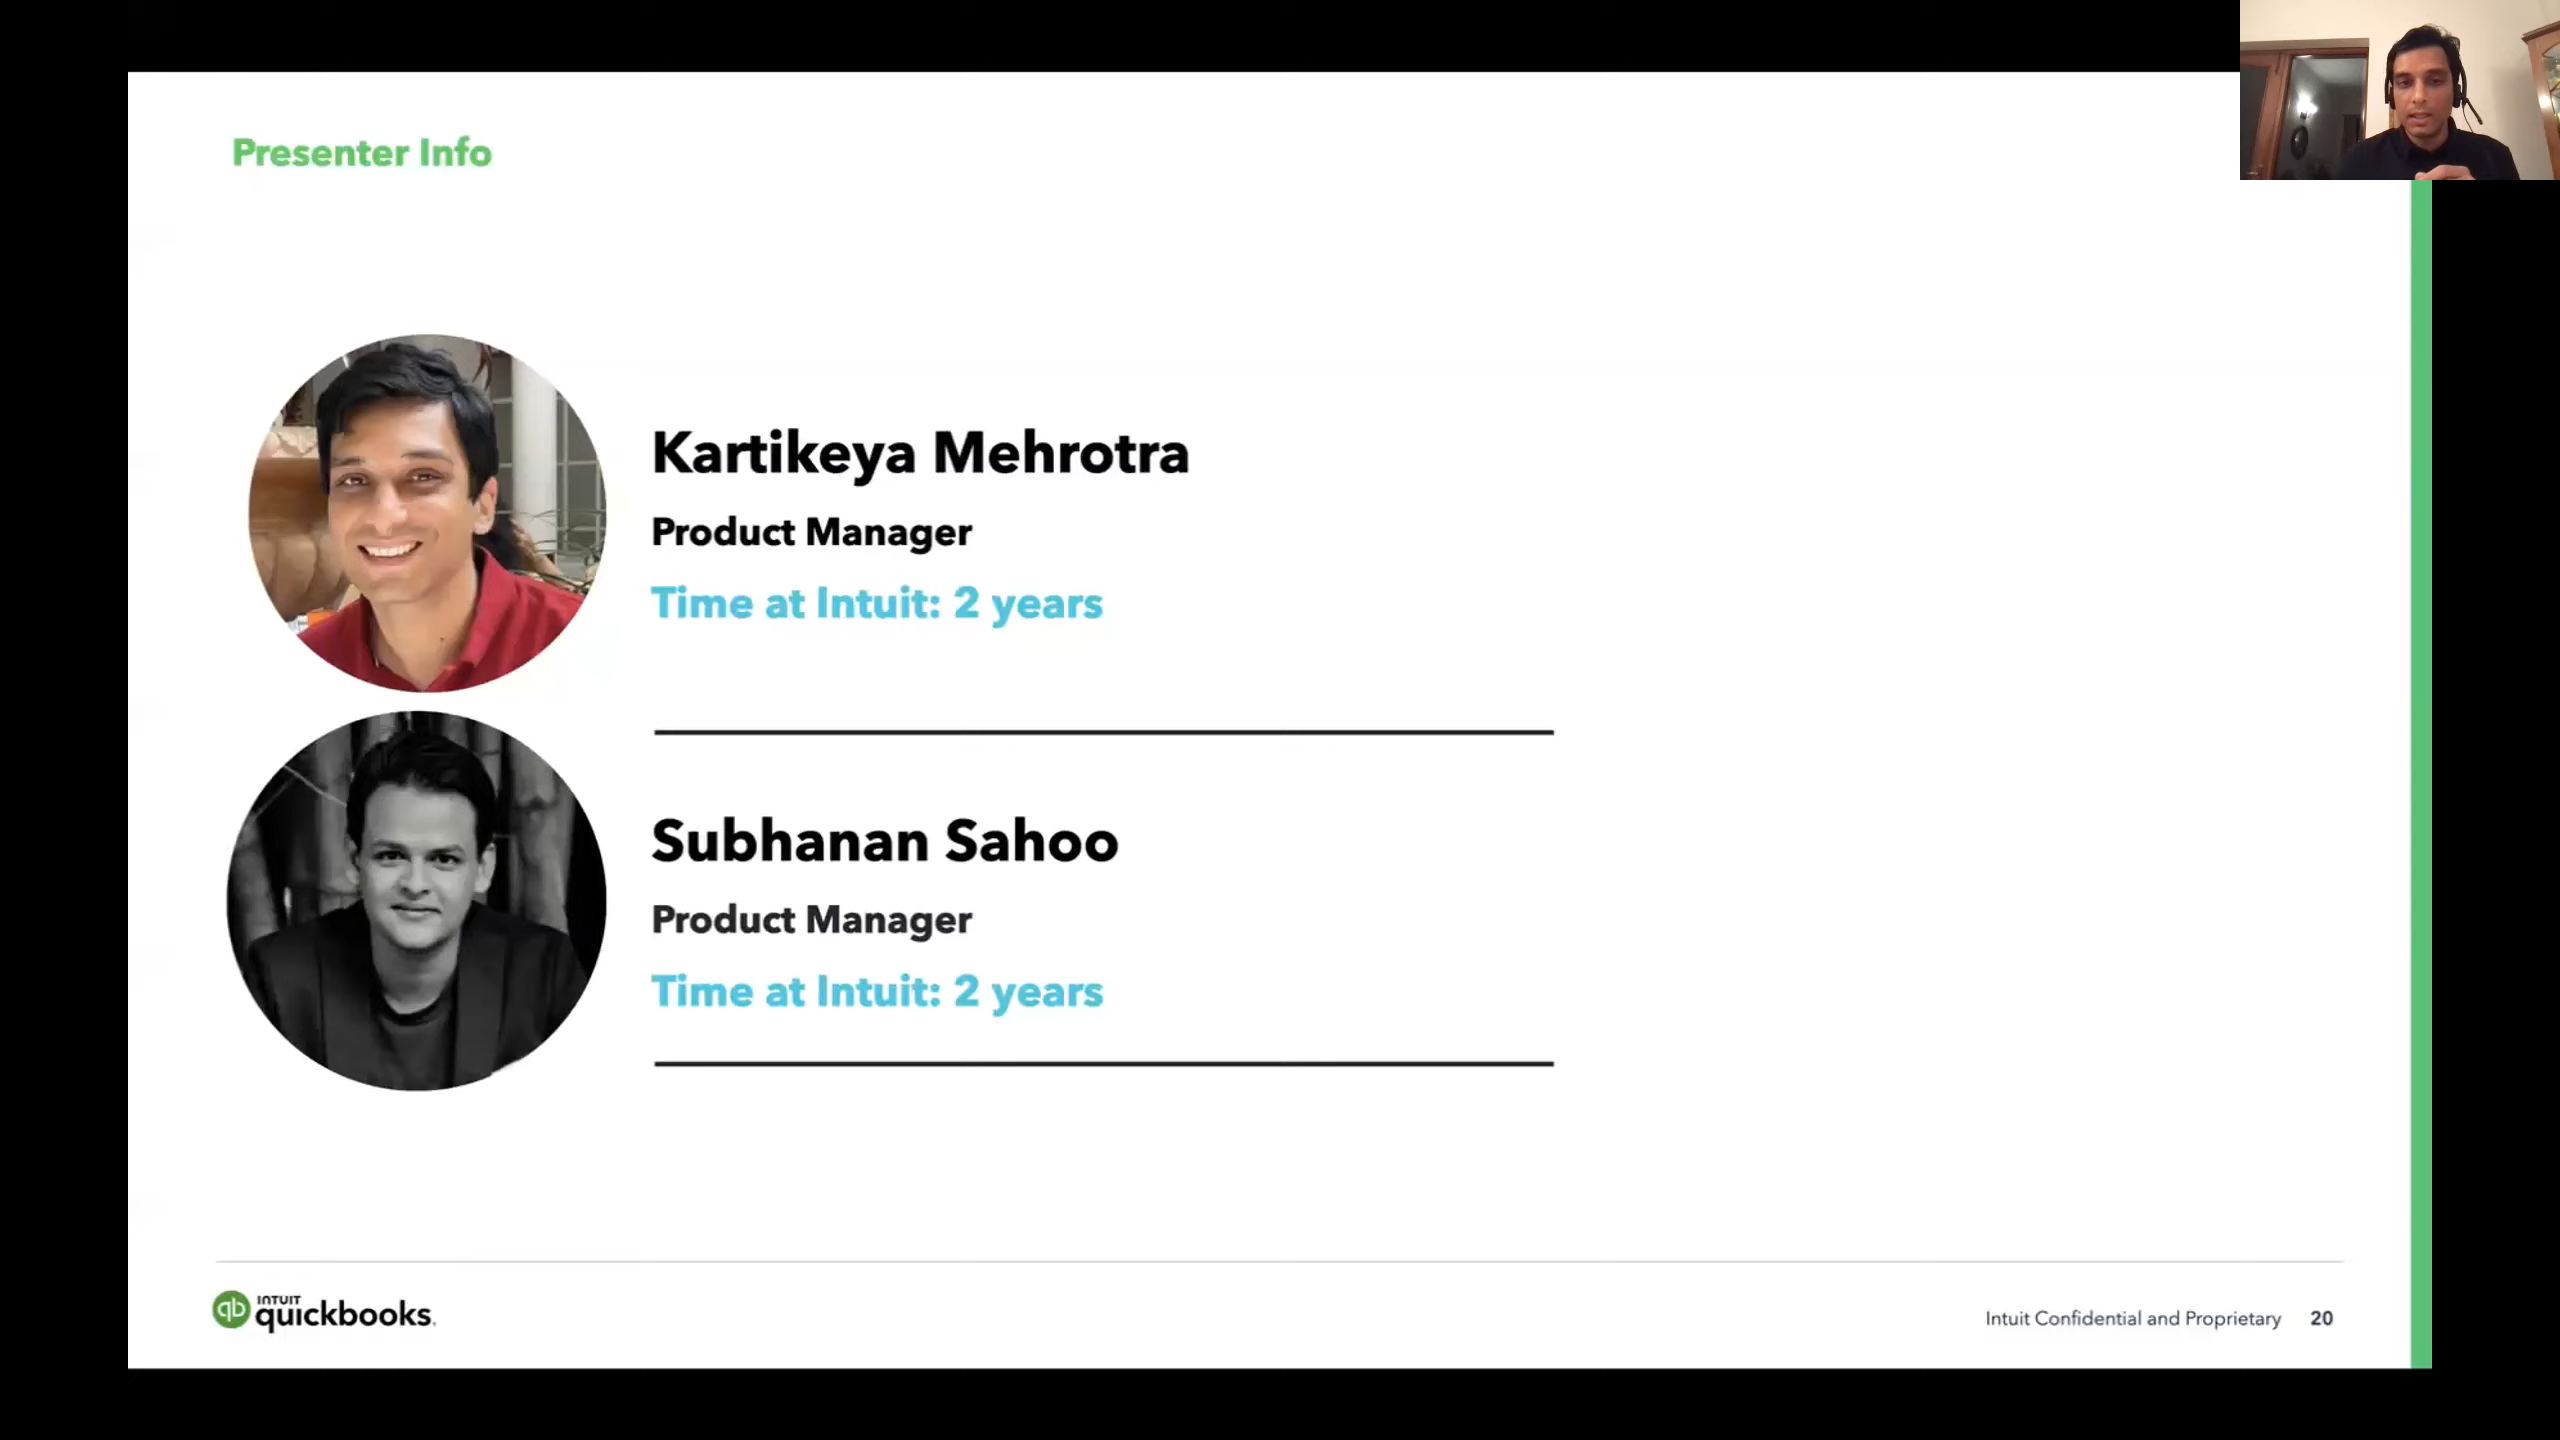 Presenter Info
Kartikeya Mehrotra
Product Manager
Time at Intuit: 2 years
Subhanan Sahoo
Product Manager
Time at Intuit: 2 years
qb INTUIT
quickbooks.
Intuit Confidential and Proprietary 20